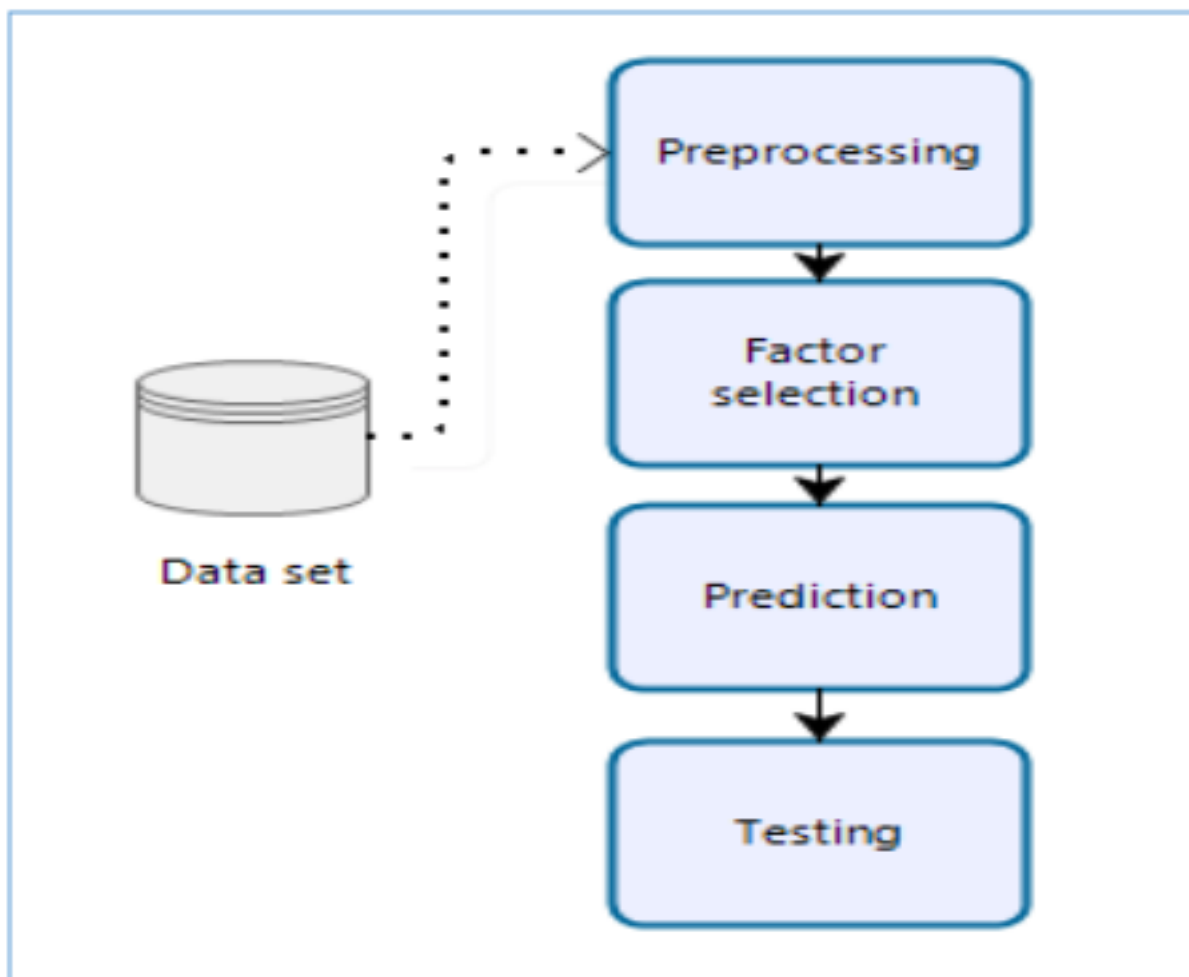 Preprocessing
Factor
selection
Data set
Prediction
Testing